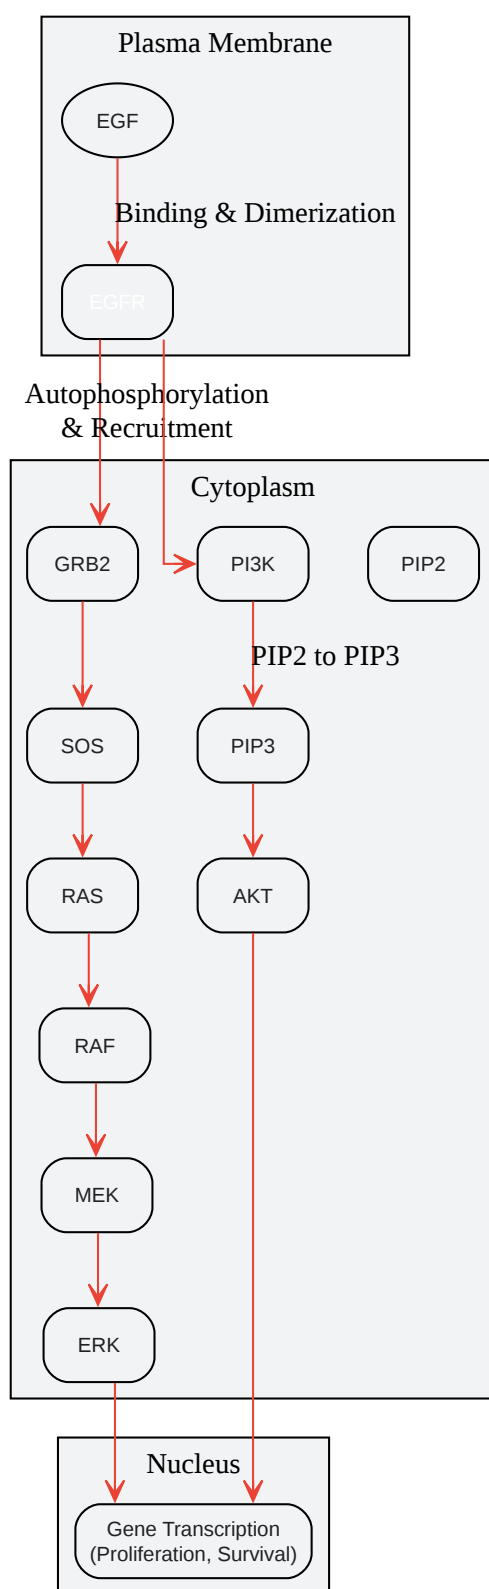 Plasma Membrane
EGF
Binding & Dimerization
EGFR
Autophosphorylation
& Recruitment
Cytoplasm
GRB2
PI3K
PIP2
PIP2 to PIP3
SOS
PIP3
RAS
AKT
RAF
MEK
ERK
Nucleus
Gene Transcription
(Proliferation, Survival)